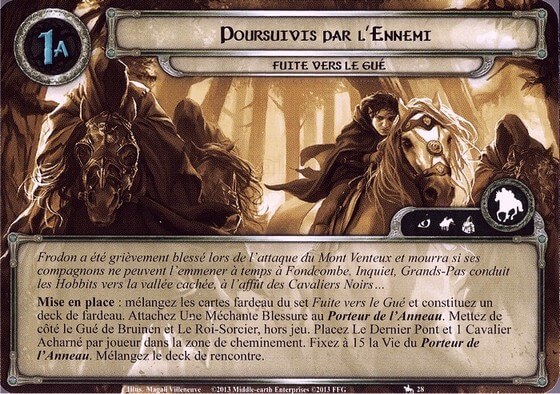 1A
Poursuivis par l'Ennemi
Fuite vers le Gué
Frodon a été grièvement blessé lors de l'attaque du Mont Venteux et mourra si ses
compagnons ne peuvent l'emmener à temps à Fondcombe. Inquiet, Grands-Pas conduit
les Hobbits vers la vallée cachée, à l'affût des Cavaliers Noirs…
Mise en place : mélangez les cartes fardeau du set Fuite vers le Gué et constituez un
deck de fardeau. Attachez Une Méchante Blessure au Porteur de l'Anneau. Mettez de
côté le Gué de Bruinen et Le Roi-Sorcier, hors jeu. Placez Le Dernier Pont et 1 Cavalier
Acharné par joueur dans la zone de cheminement. Fixez à 15 la Vie du Porteur de
l'Anneau. Mélangez le deck de rencontre.
Illus. Magali Villeneuve ©2013 Middle-earth Enterprises ©2013 FFG 28